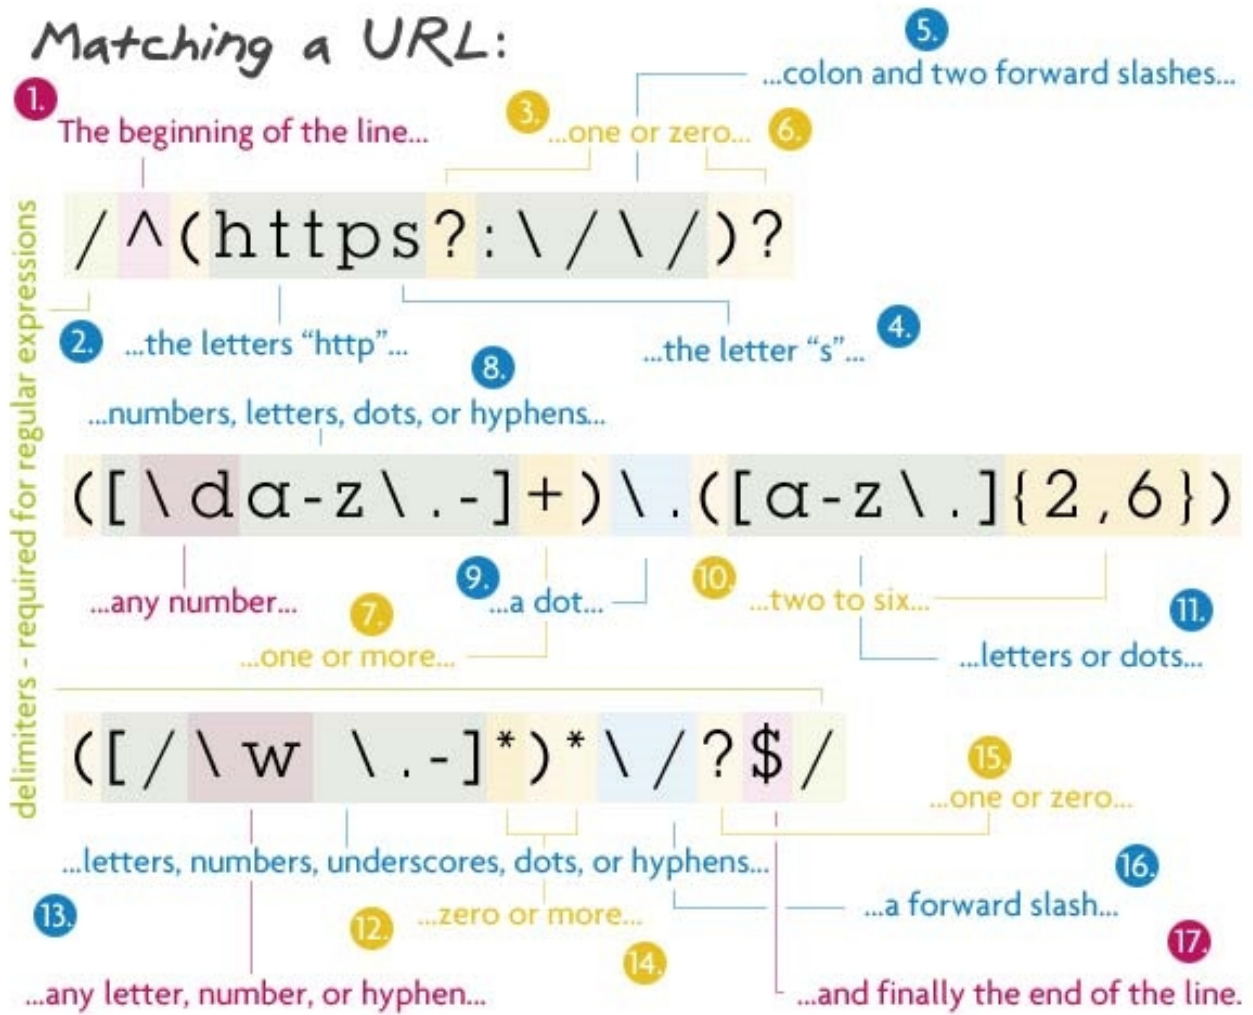 Matching a URL:
5.
...colon and two forward slashes...
1.
The beginning of the line...
3.
...one or zero...
6.
/^(https?:\/\/)?
2.
...the letters “http”...
...the letter “s”...
4.
8.
...numbers, letters, dots, or hyphens...
([\da-z\.-]+)\.([a-z\.]{2,6})
...any number...
9.
...a dot...
10.
...two to six...
11.
7.
...one or more...
...letters or dots...
([/\w \.-]*)*\/?$/
15.
...one or zero...
...letters, numbers, underscores, dots, or hyphens...
16.
13.
12.
...zero or more...
...a forward slash...
14.
17.
...any letter, number, or hyphen...
...and finally the end of the line.
delimiters - required for regular expressions